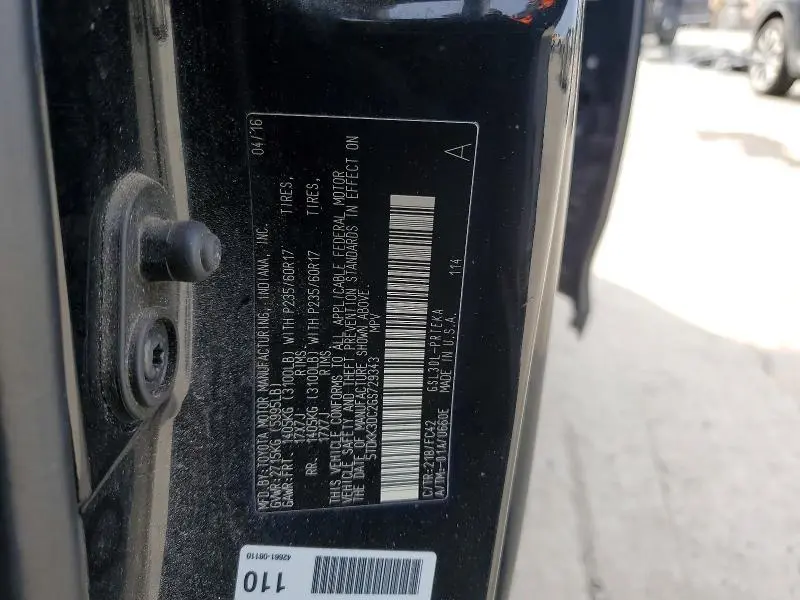 MFD.BY:TOYOTA MOTOR MANUFACTURING, INDIANA, INC. 04/16
GVWR:2715KG (5995LB)
GAWR:FRT. 1405KG (3100LB) WITH P235/60R17 TIRES,
17X7J RIMS,
RR. 1405KG (3100LB) WITH P235/60R17 TIRES,
17X7J RIMS,
THIS VEHICLE CONFORMS TO ALL APPLICABLE FEDERAL MOTOR
VEHICLE SAFETY AND THEFT PREVENTION STANDARDS IN EFFECT ON
THE DATE OF MANUFACTURE SHOWN ABOVE.
5TDKK3DC2GS729343 MPV
C/TR:218/FC42 GSL30L-PRTEKA 114 A
A/TM:-01A/U660E MADE IN U.S.A.
42661-08110
110